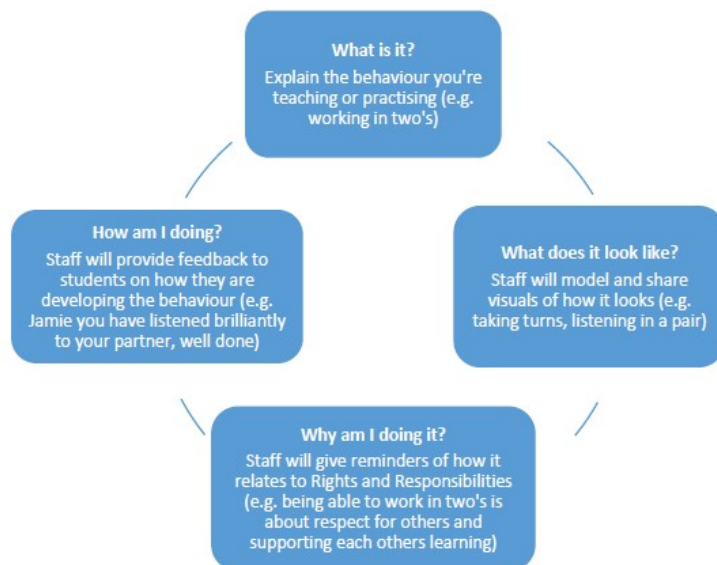 What is it?
Explain the behaviour you're
teaching or practising (e.g.
working in two's)
What does it look like?
Staff will model and share
visuals of how it looks (e.g.
taking turns, listening in a pair)
Why am I doing it?
Staff will give reminders of how it
relates to Rights and Responsibilities
(e.g. being able to work in two's is
about respect for others and
supporting each others learning)
How am I doing?
Staff will provide feedback to
students on how they are
developing the behaviour (e.g.
Jamie you have listened brilliantly
to your partner, well done)